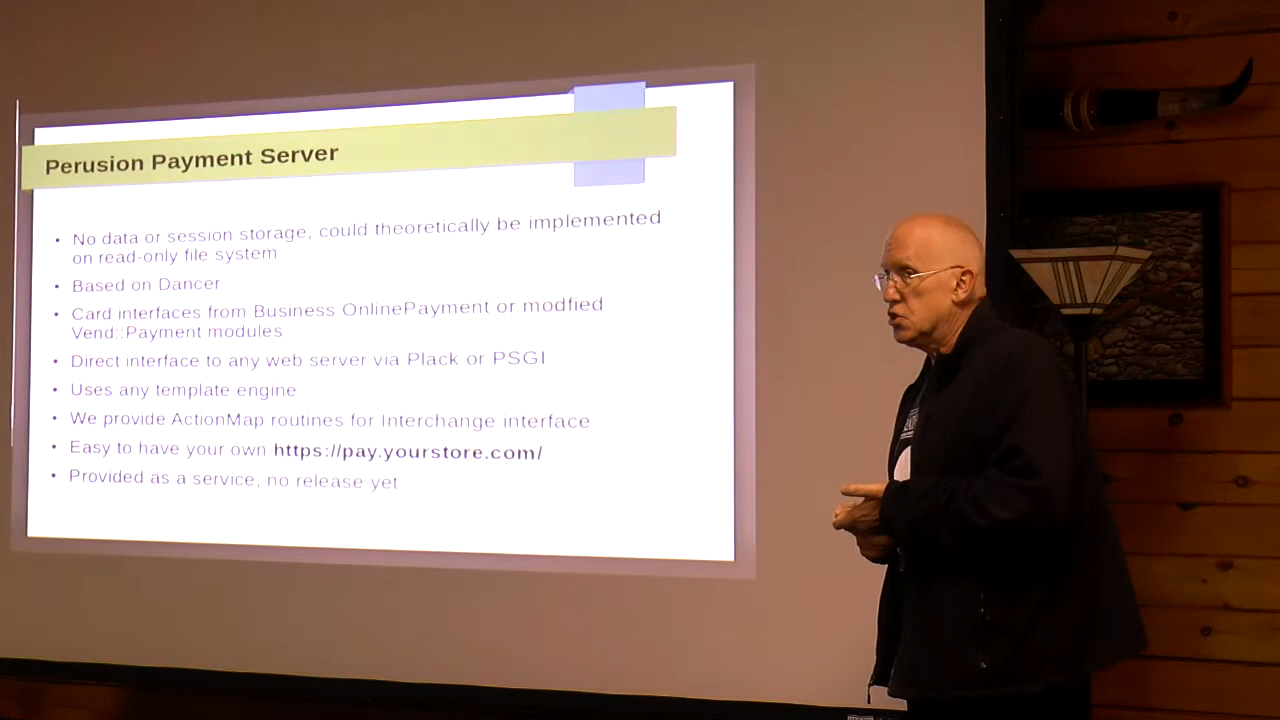 Perusion Payment Server
• No data or session storage, could theoretically be implemented
on read-only file system
• Based on Dancer
• Card interfaces from Business OnlinePayment or modfied
Vend::Payment modules
• Direct interface to any web server via Plack or PSGI
• Uses any template engine
• We provide ActionMap routines for Interchange interface
• Easy to have your own https://pay.yourstore.com/
• Provided as a service, no release yet